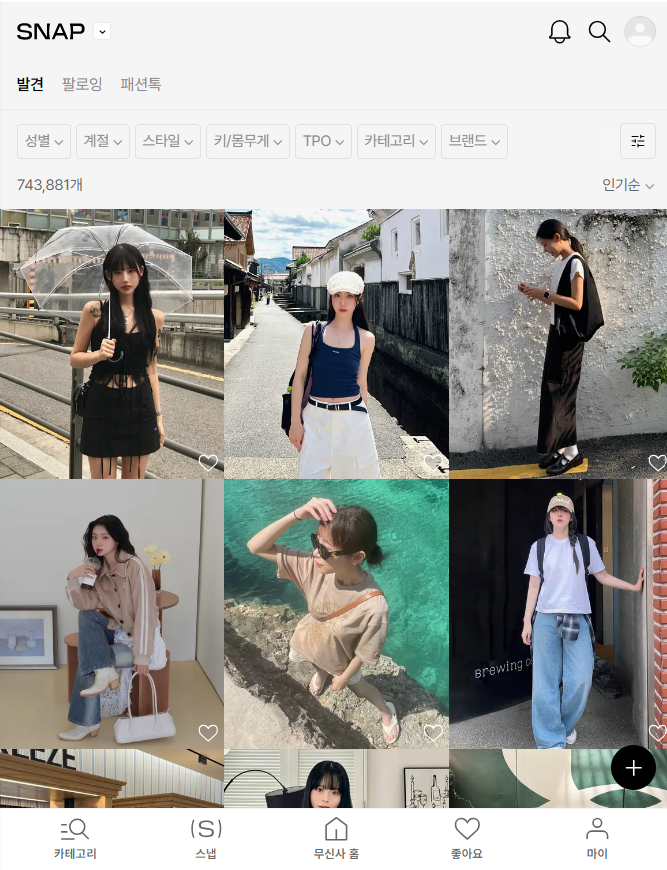 SNAP
발견 팔로잉 패션톡
성별 계절 스타일 키/몸무게 TPO 카테고리 브랜드
743,881개 인기순
Brewing
EEZE
카테고리 스냅 무신사 홈 좋아요 마이